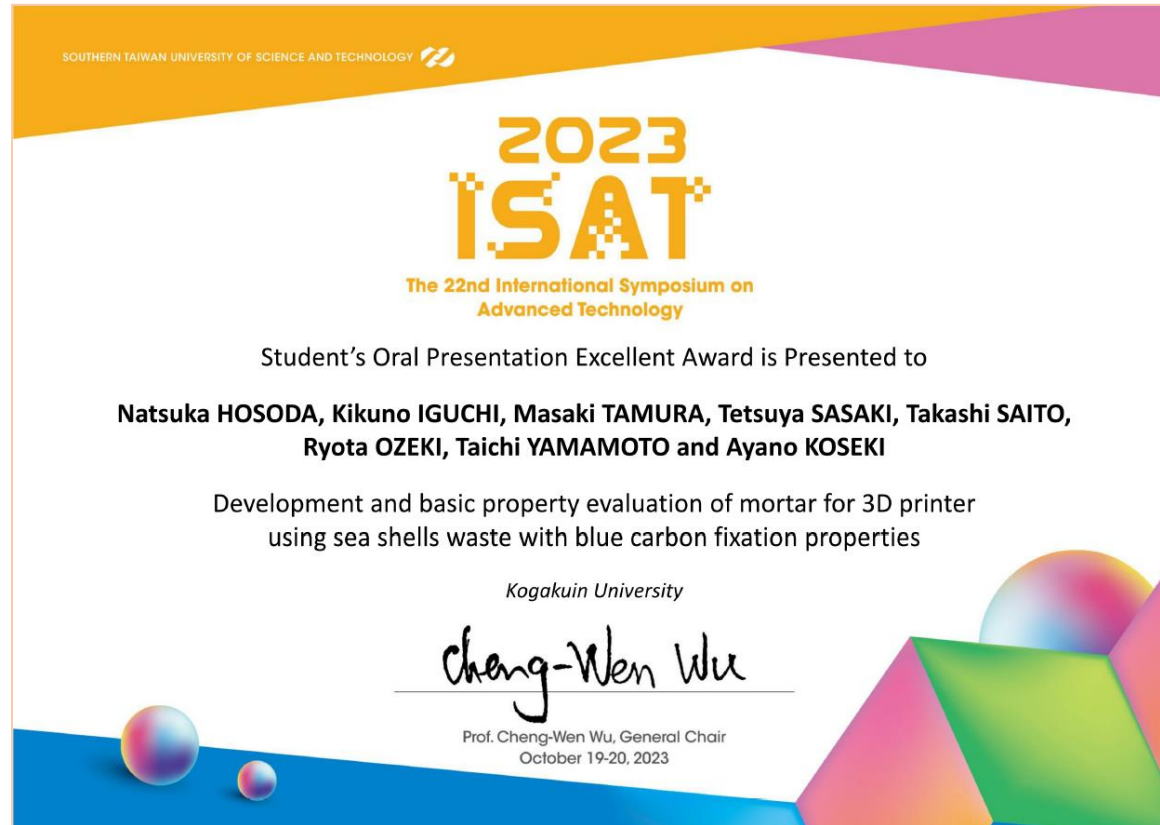 SOUTHERN TAIWAN UNIVERSITY OF SCIENCE AND TECHNOLOGY
2023
ISAT
The 22nd International Symposium on
Advanced Technology
Student’s Oral Presentation Excellent Award is Presented to
Natsuka HOSODA, Kikuno IGUCHI, Masaki TAMURA, Tetsuya SASAKI, Takashi SAITO,
Ryota OZEKI, Taichi YAMAMOTO and Ayano KOSEKI
Development and basic property evaluation of mortar for 3D printer
using sea shells waste with blue carbon fixation properties
Kogakuin University
Cheng-Wen Wu
Prof. Cheng-Wen Wu, General Chair
October 19-20, 2023